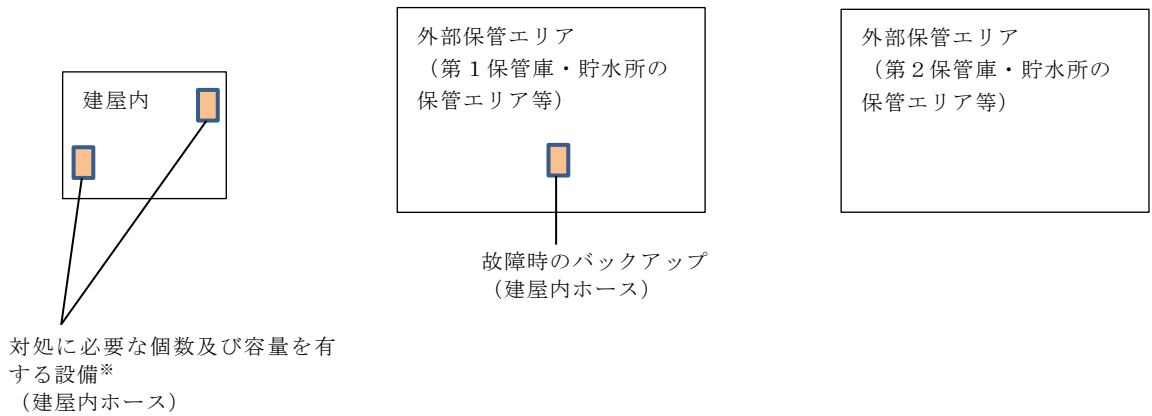 建屋内
外部保管エリア
（第１保管庫・貯水所の
保管エリア等）
外部保管エリア
（第２保管庫・貯水所の
保管エリア等）
故障時のバックアップ
（建屋内ホース）
対処に必要な個数及び容量を有
する設備※
（建屋内ホース）